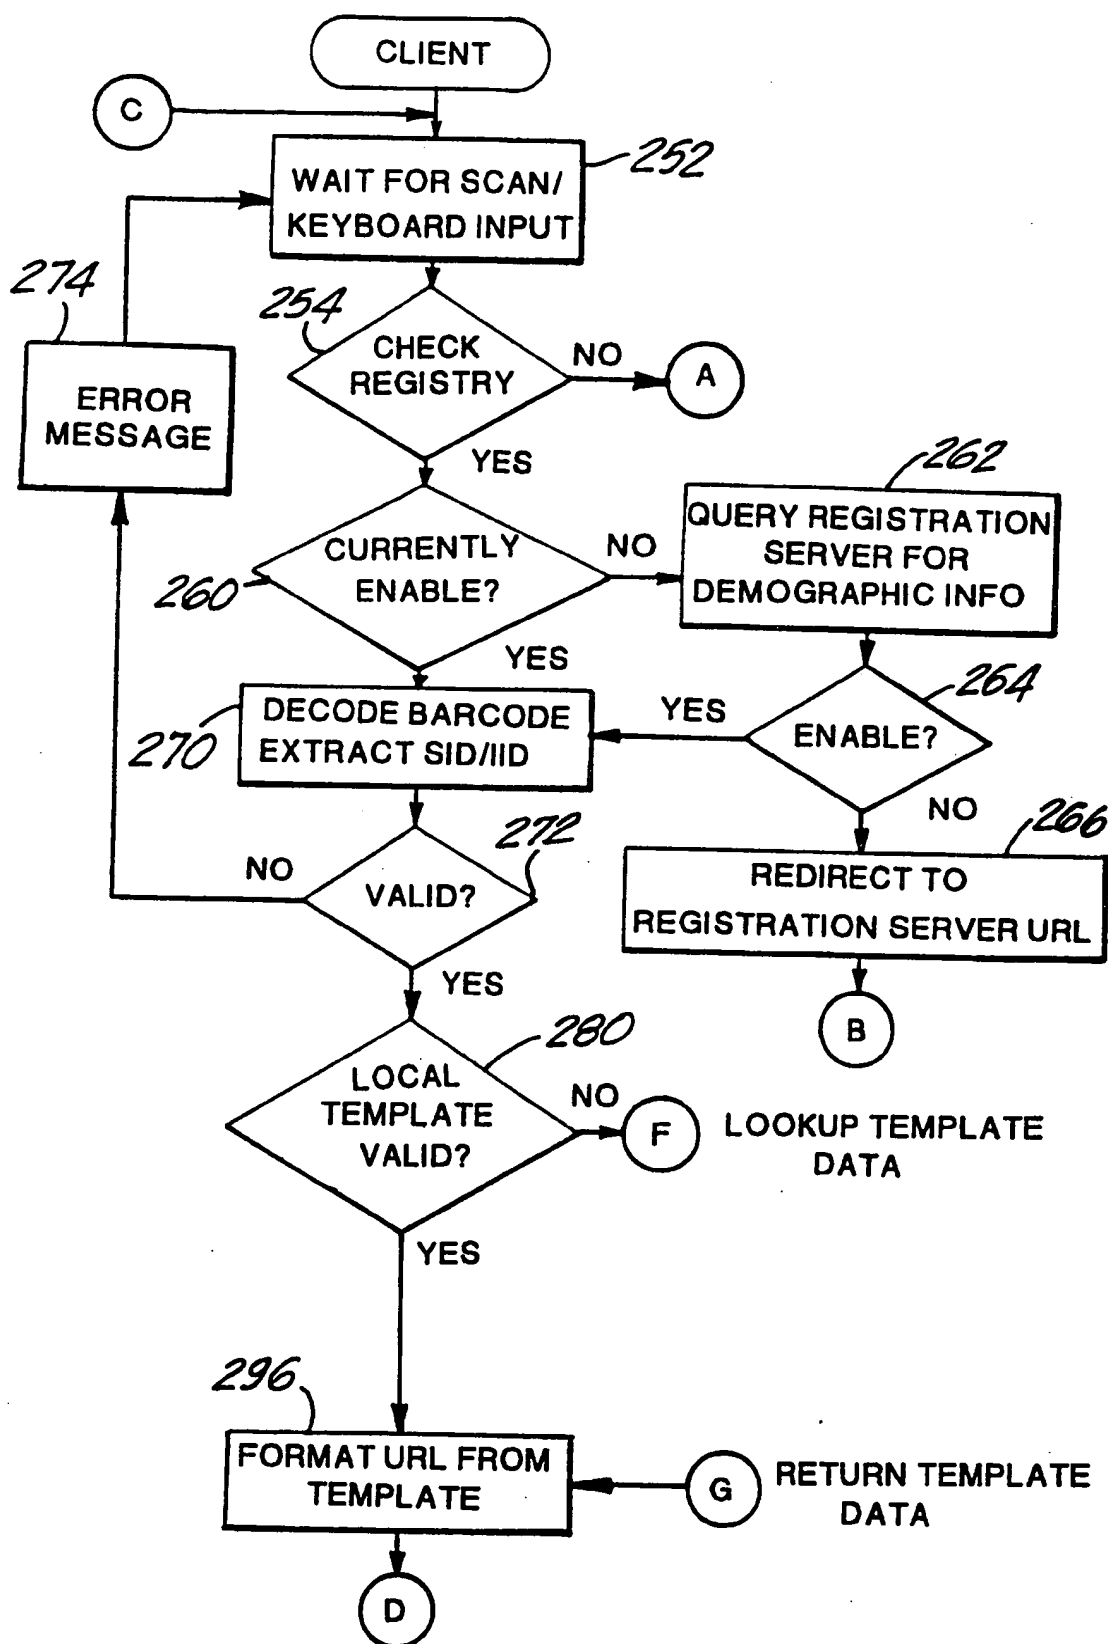 CLIENT
C
252
WAIT FOR SCAN/
KEYBOARD INPUT
274
254
CHECK
REGISTRY
NO
A
ERROR
MESSAGE
YES
262
QUERY REGISTRATION
SERVER FOR
DEMOGRAPHIC INFO
CURRENTLY
ENABLE?
NO
260
YES
264
DECODE BARCODE
EXTRACT SID/IID
270
YES
ENABLE?
NO
272
266
NO
VALID?
REDIRECT TO
REGISTRATION SERVER URL
YES
B
280
LOCAL
TEMPLATE
VALID?
NO
F
LOOKUP TEMPLATE
DATA
YES
296
FORMAT URL FROM
TEMPLATE
G
RETURN TEMPLATE
DATA
D